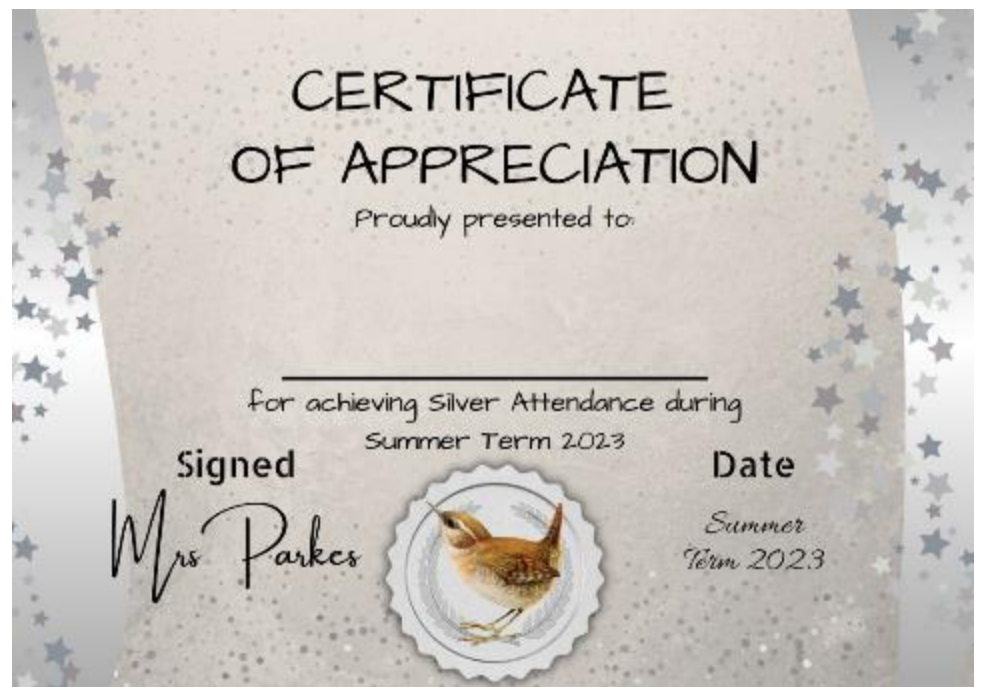 CERTIFICATE
OF APPRECIATION
Proudly presented to:
for achieving Silver Attendance during
Summer Term 2023
Signed
Mrs Parkes
Date
Summer
Term 2023